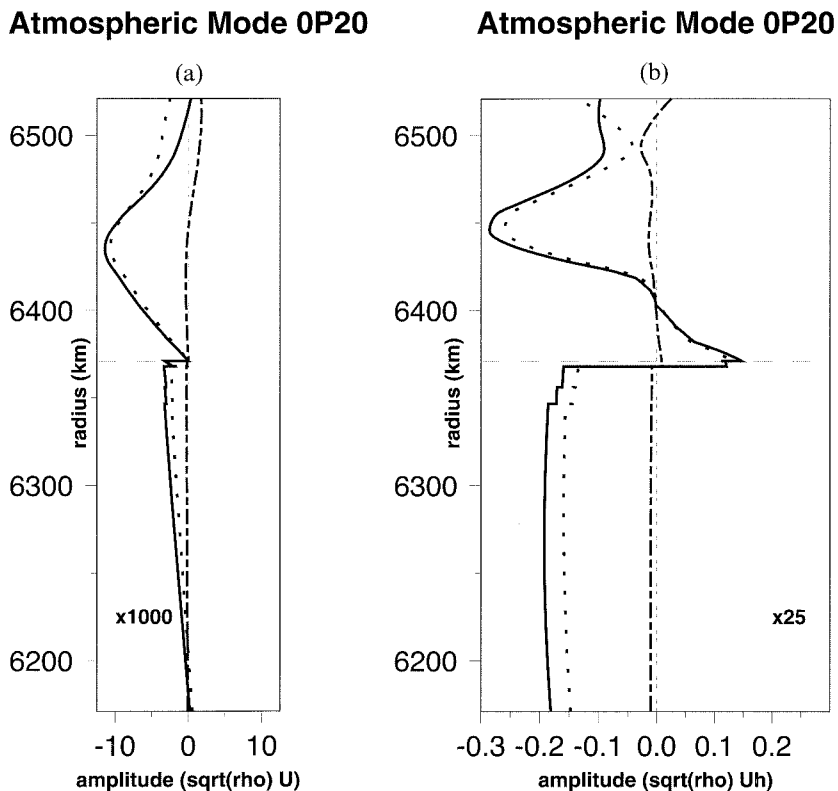 Atmospheric Mode 0P20
Atmospheric Mode 0P20
(a)
(b)
6500
6400
6300
6200
radius (km)
x1000
-10 0 10
amplitude (sqrt(rho) U)
6500
6400
6300
6200
radius (km)
x25
-0.3 -0.2 -0.1 0.0 0.1 0.2
amplitude (sqrt(rho) Uh)